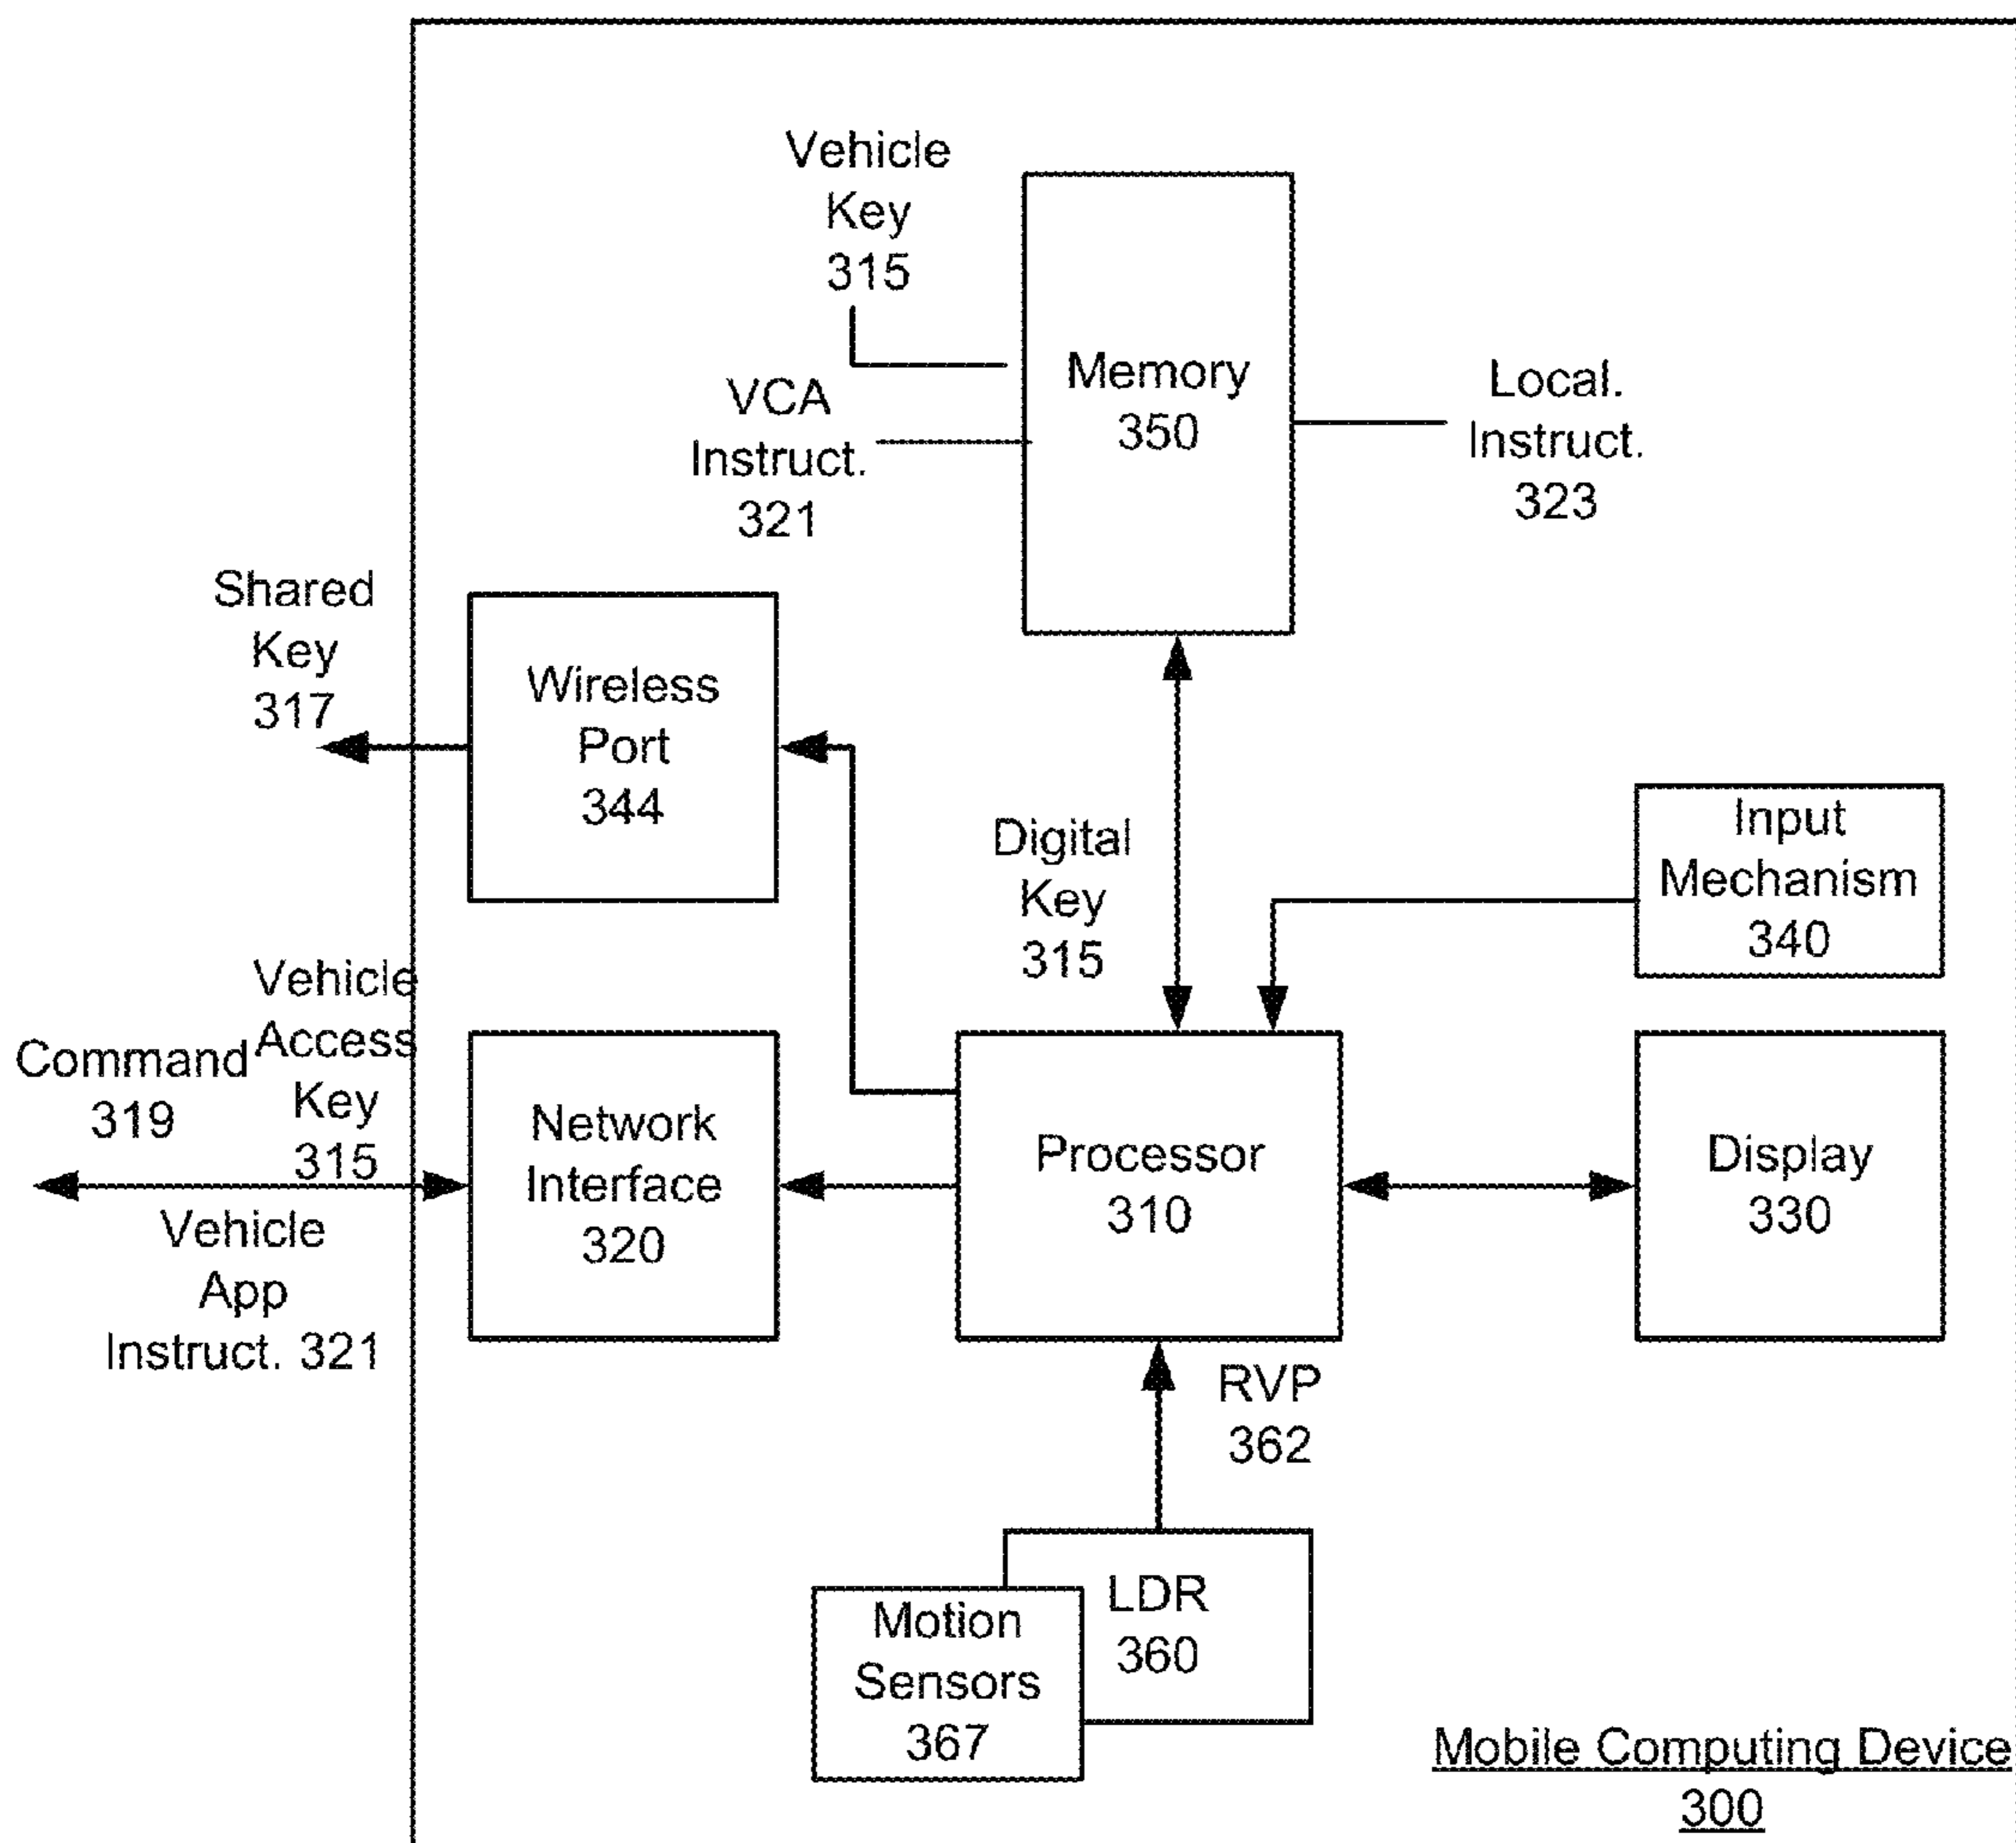 Vehicle
Key
315
Memory
350
VCA
Instruct.
321
Local.
Instruct.
323
Shared
Key
317
Wireless
Port
344
Digital
Key
315
Input
Mechanism
340
Command
319
Vehicle
Access
Key
315
Vehicle
App
Instruct. 321
Network
Interface
320
Processor
310
Display
330
RVP
362
LDR
360
Motion
Sensors
367
Mobile Computing Device
300